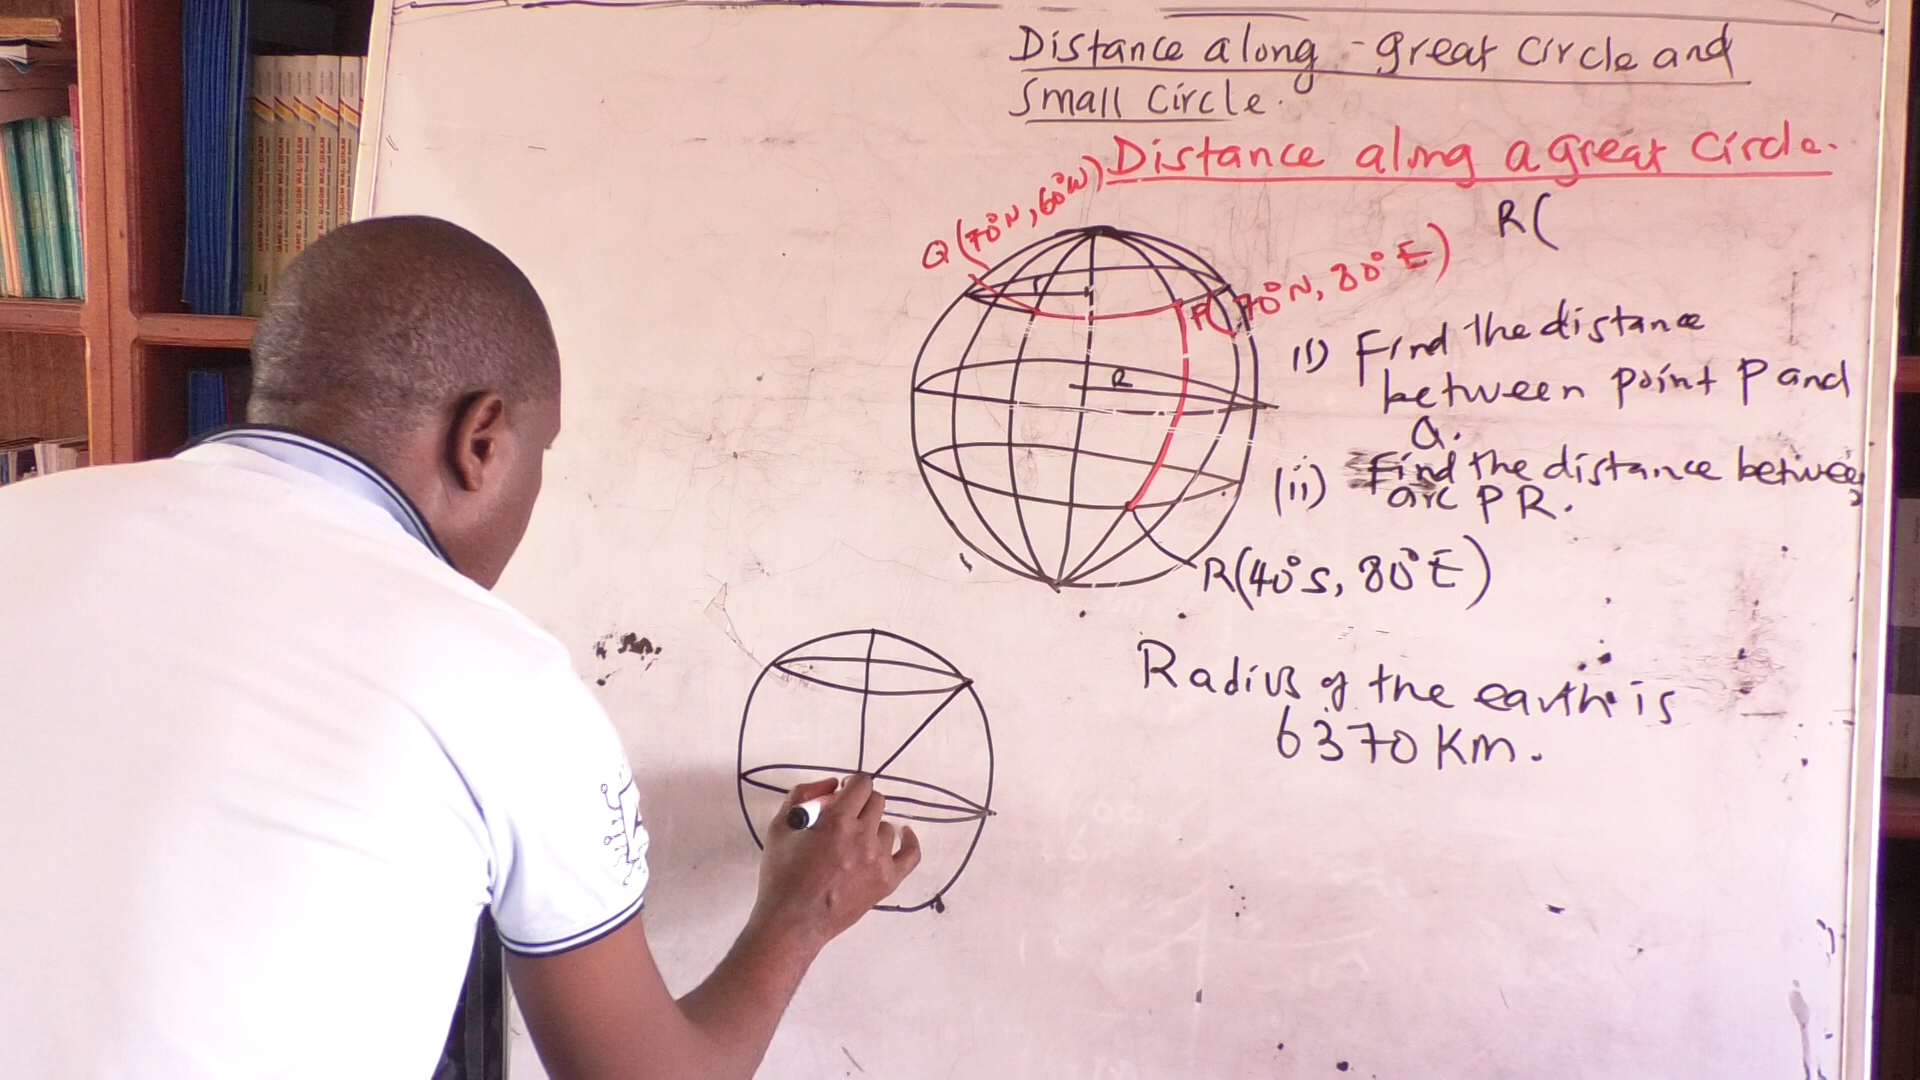 Distance along great circle and
Small Circle.
Distance along a great circle.
Q(70°N, 60°W)
R(
P(70°N, 80°E)
r
R
(i) Find the distance
between point P and
Q.
(ii) Find the distance between
arc PR.
R(40°S, 80°E)
Radius of the earth is
6370 Km.